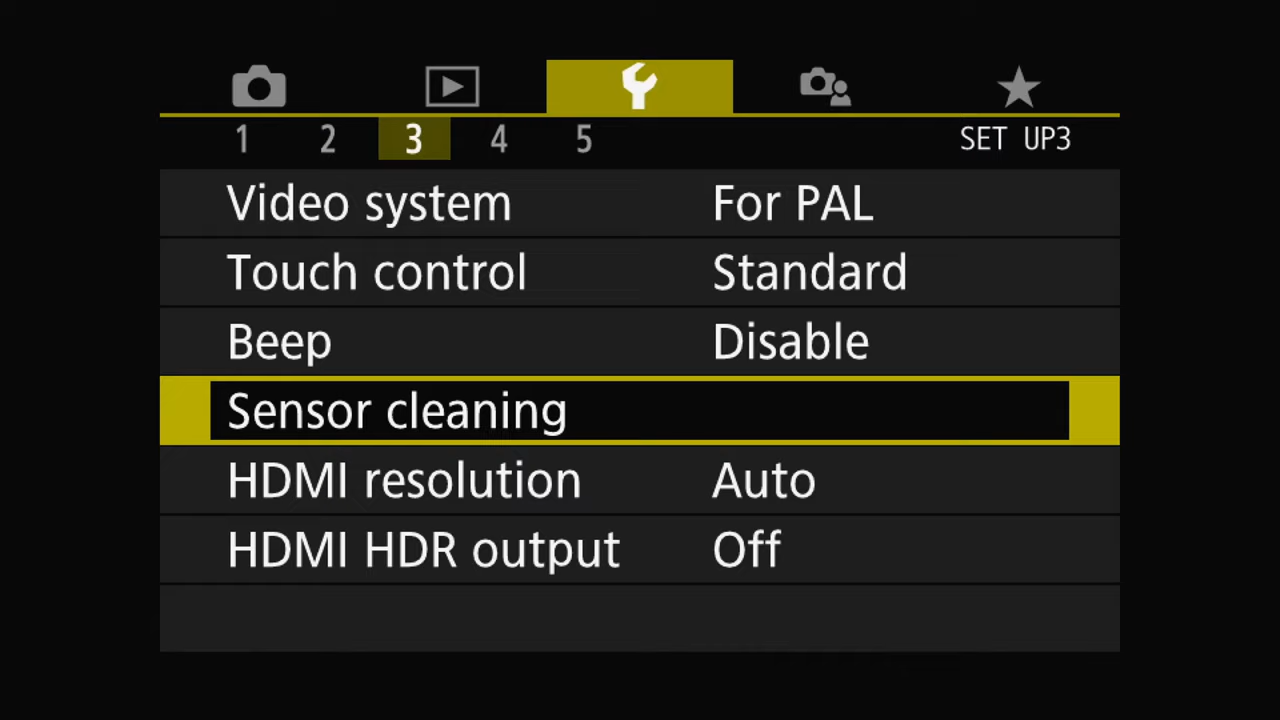 1 2 3 4 5 SET UP3
Video system For PAL
Touch control Standard
Beep Disable
Sensor cleaning
HDMI resolution Auto
HDMI HDR output Off